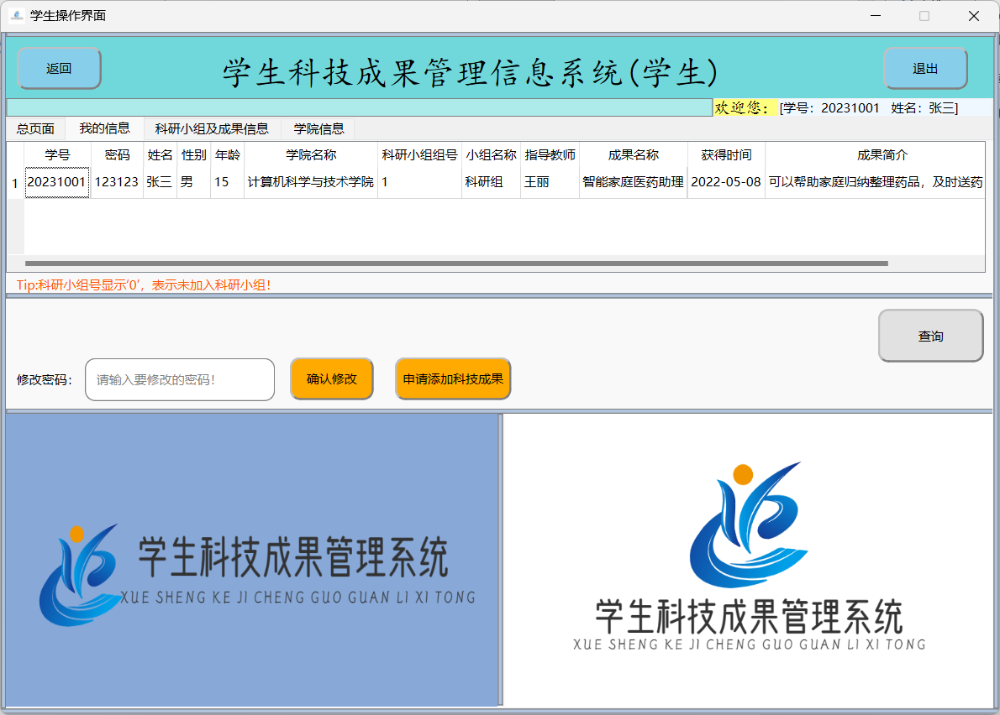 学生操作界面
返回 学生科技成果管理信息系统(学生) 退出
欢迎您： [学号：20231001 姓名：张三]
总页面 我的信息 科研小组及成果信息 学院信息
学号 密码 姓名 性别 年龄 学院名称 科研小组组号 小组名称 指导教师 成果名称 获得时间 成果简介
1 20231001 123123 张三 男 15 计算机科学与技术学院 1 科研组 王丽 智能家庭医药助理 2022-05-08 可以帮助家庭归纳整理药品，及时送药
Tip:科研小组号显示‘0’，表示未加入科研小组！
查询
修改密码： 请输入要修改的密码！ 确认修改 申请添加科技成果
学生科技成果管理系统
XUE SHENG KE JI CHENG GUO GUAN LI XI TONG
学生科技成果管理系统
XUE SHENG KE JI CHENG GUO GUAN LI XI TONG